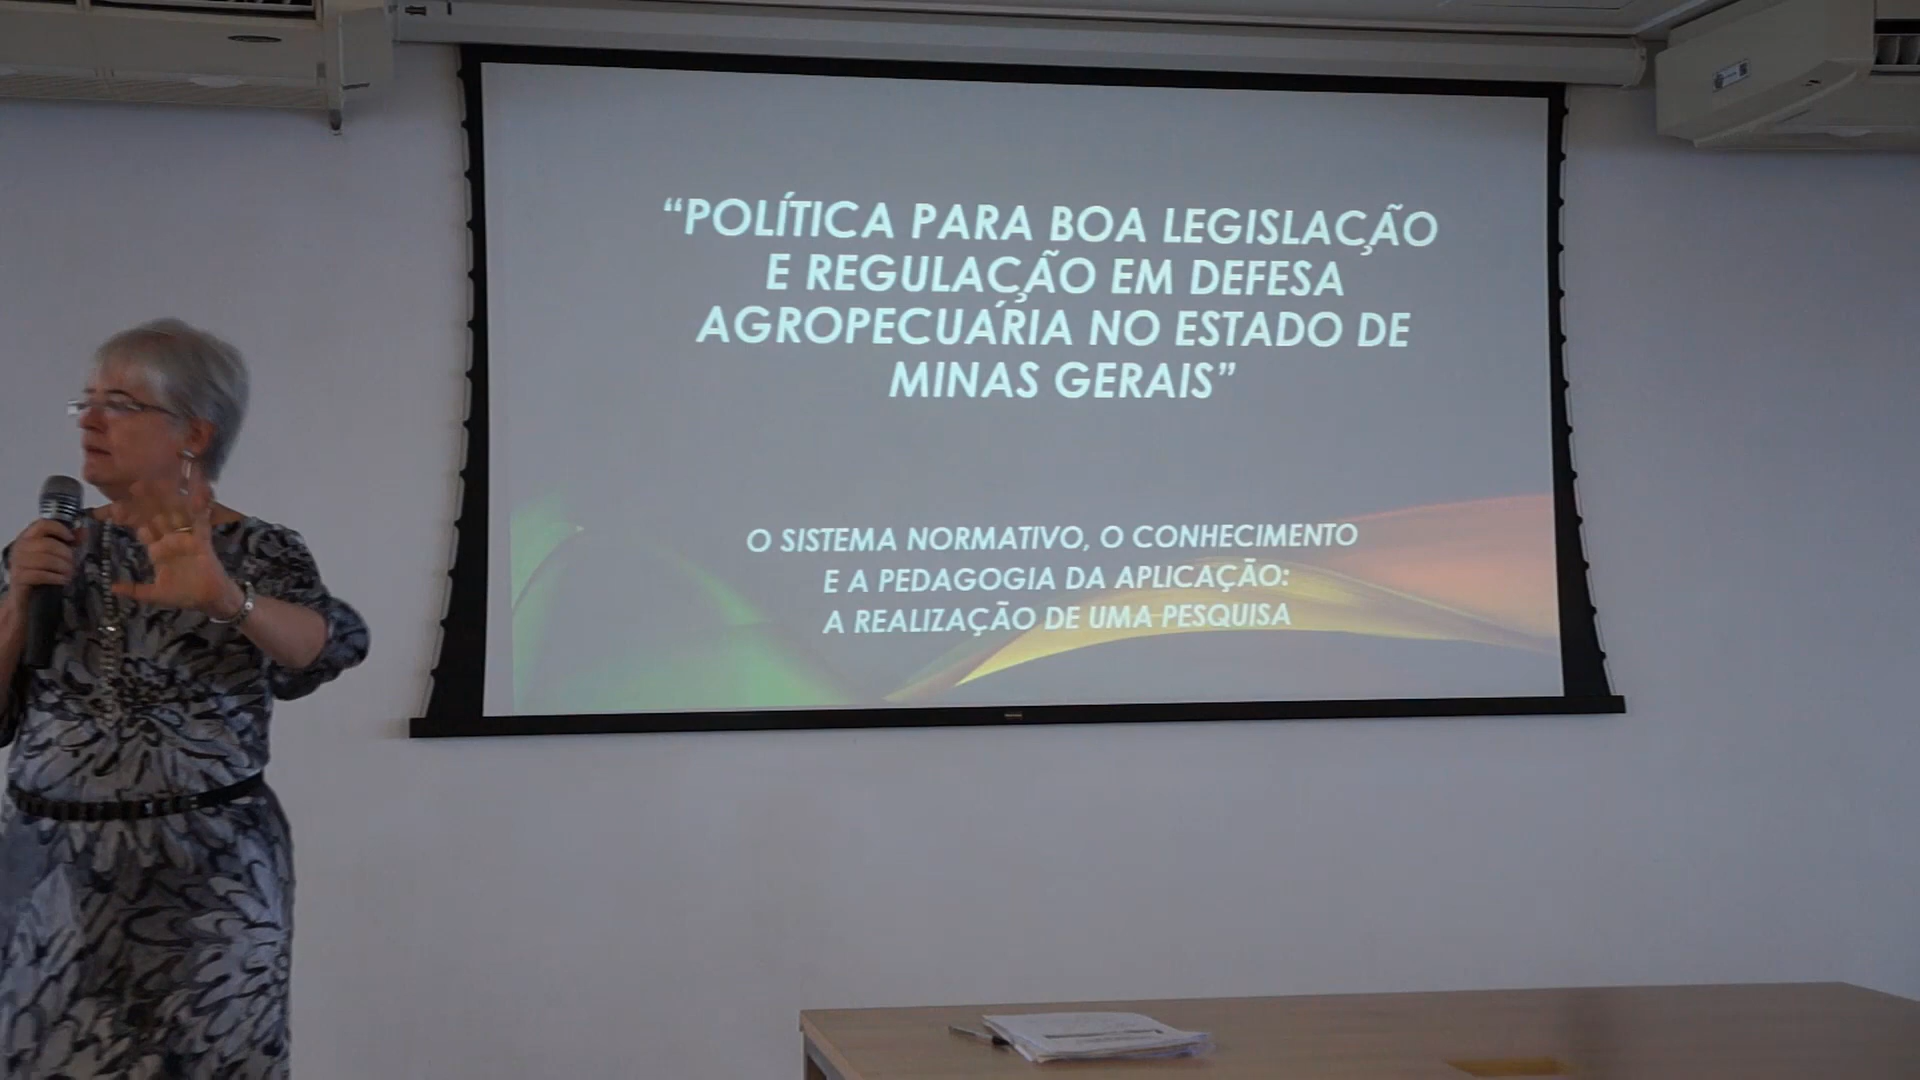 “POLÍTICA PARA BOA LEGISLAÇÃO
E REGULAÇÃO EM DEFESA
AGROPECUÁRIA NO ESTADO DE
MINAS GERAIS”
O SISTEMA NORMATIVO, O CONHECIMENTO
E A PEDAGOGIA DA APLICAÇÃO:
A REALIZAÇÃO DE UMA PESQUISA